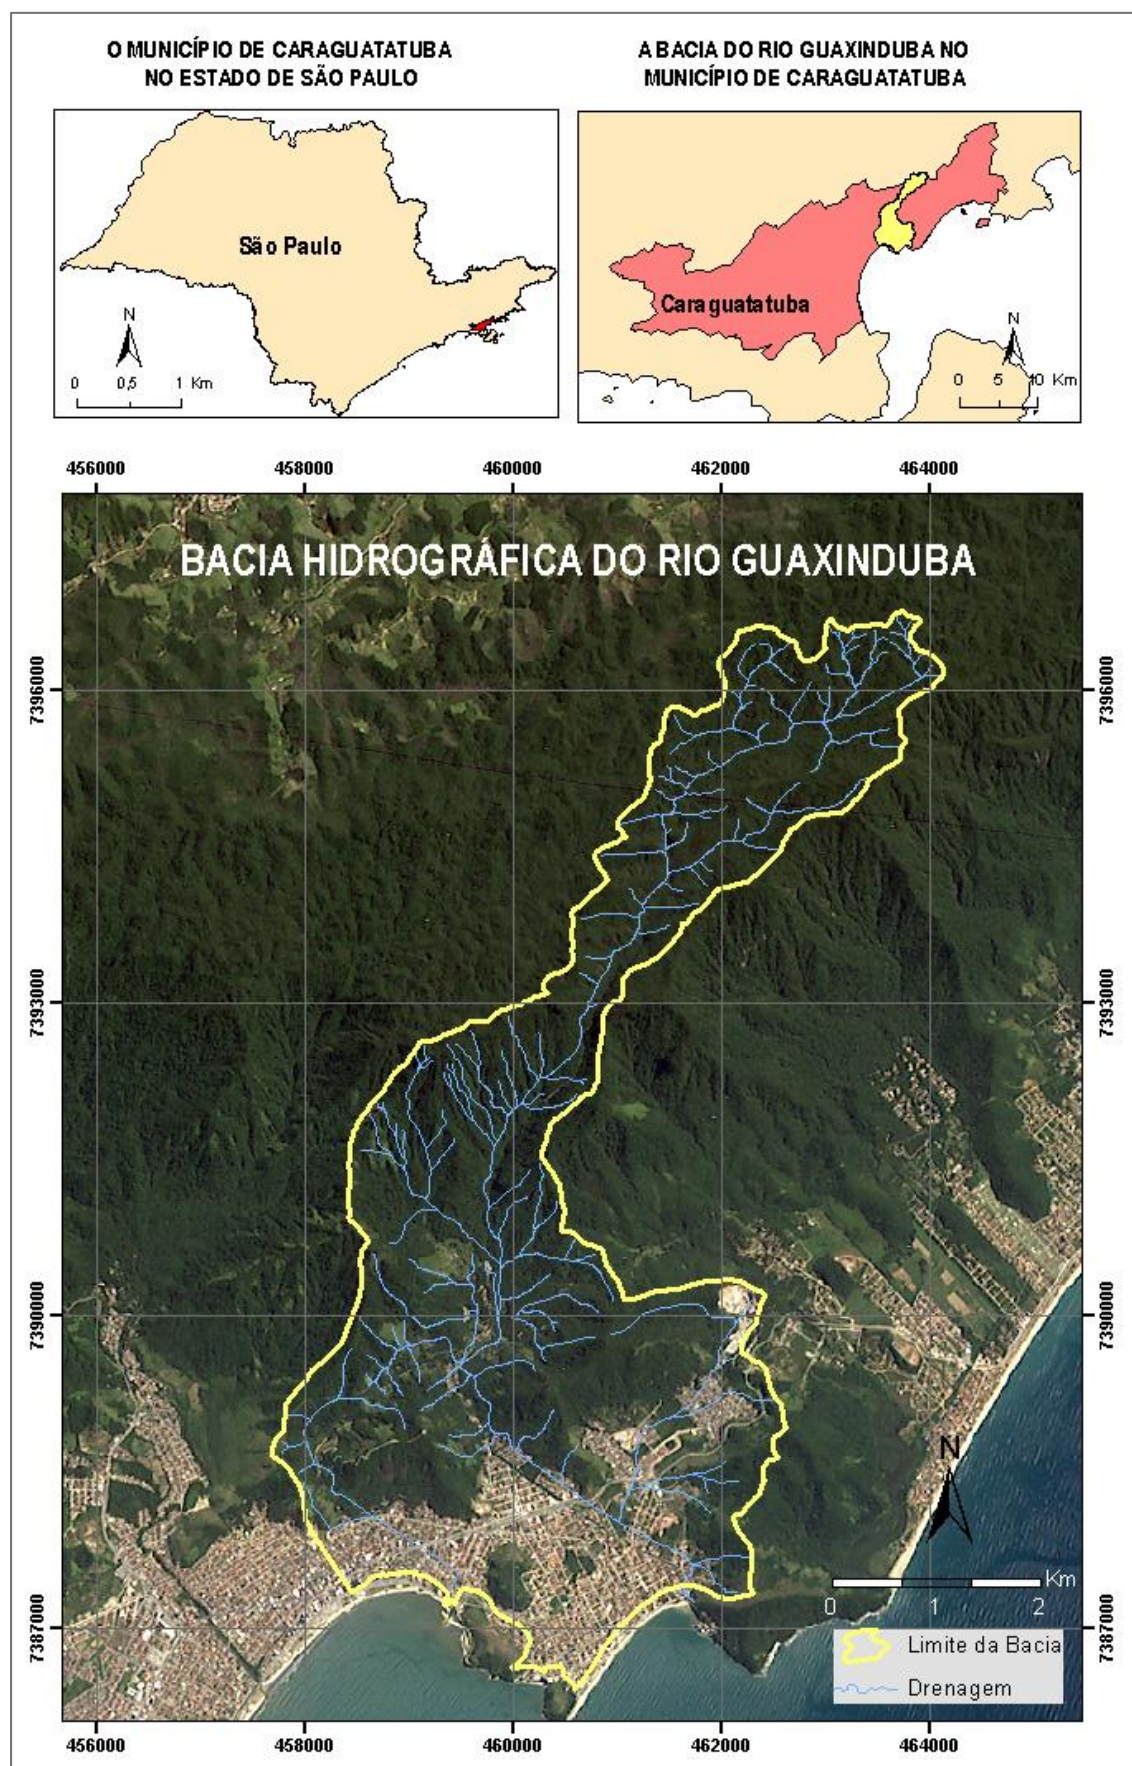 O MUNICÍPIO DE CARAGUATATUBA
NO ESTADO DE SÃO PAULO
A BACIA DO RIO GUAXINDUBA NO
MUNICÍPIO DE CARAGUATATUBA
São Paulo
N
0 0,5 1 Km
Caraguatatuba
N
0 5 10 Km
456000 458000 460000 462000 464000
BACIA HIDROGRÁFICA DO RIO GUAXINDUBA
7396000 7396000
7393000 7393000
7390000 7390000
N
Km
0 1 2
7387000 7387000
Limite da Bacia
Drenagem
456000 458000 460000 462000 464000